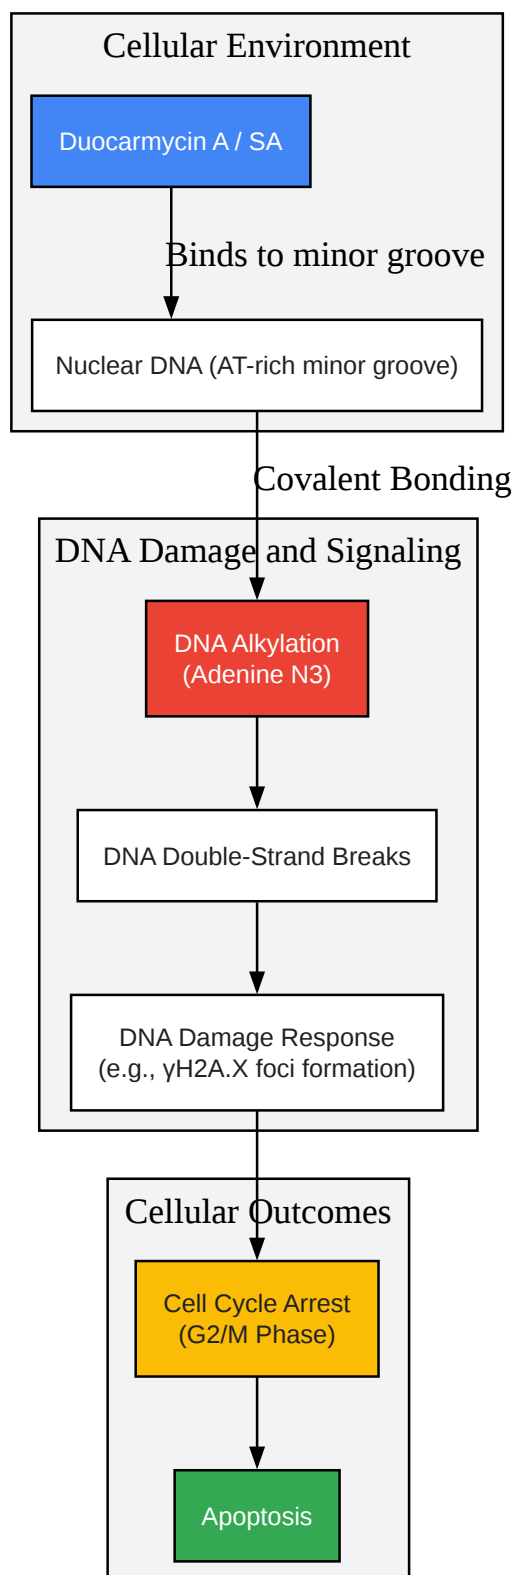 Cellular Environment
Duocarmycin A / SA
Binds to minor groove
Nuclear DNA (AT-rich minor groove)
Covalent Bonding
DNA Damage and Signaling
DNA Alkylation
(Adenine N3)
DNA Double-Strand Breaks
DNA Damage Response
(e.g., γH2A.X foci formation)
Cellular Outcomes
Cell Cycle Arrest
(G2/M Phase)
Apoptosis